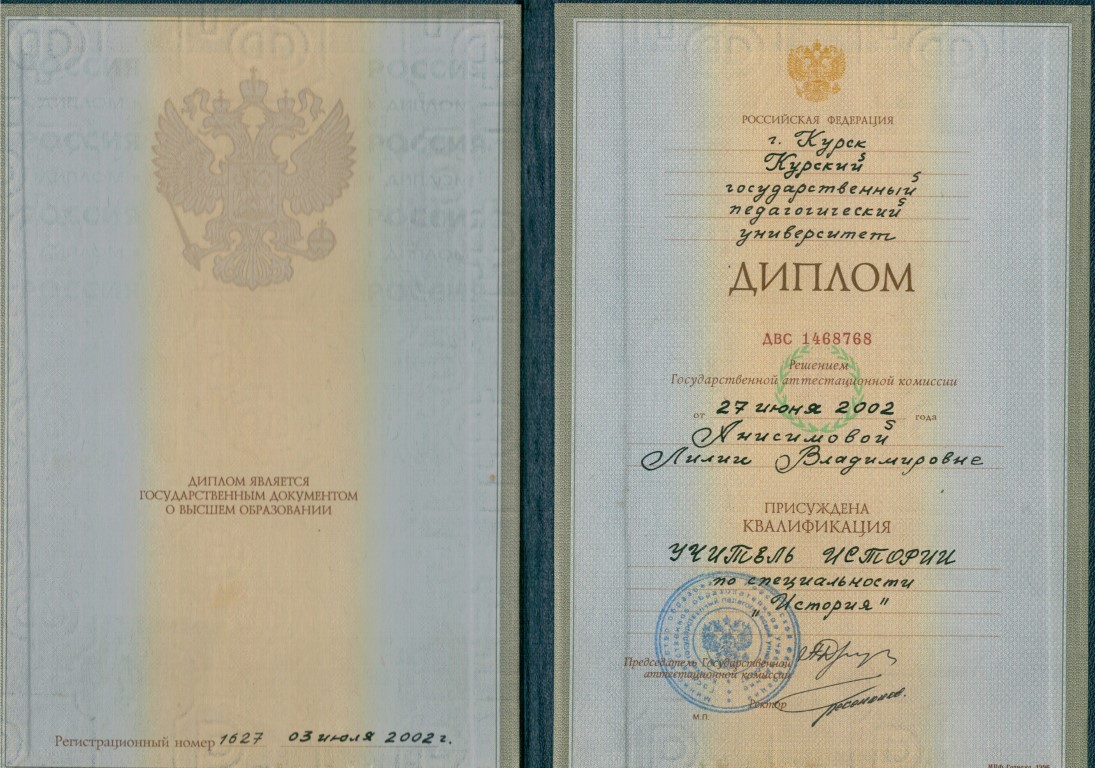 ДИПЛОМ ЯВЛЯЕТСЯ
ГОСУДАРСТВЕННЫМ ДОКУМЕНТОМ
О ВЫСШЕМ ОБРАЗОВАНИИ
Регистрационный номер 1627 03 июля 2002 г.
РОССИЙСКАЯ ФЕДЕРАЦИЯ
г. Курск
Курский
государственный
педагогический
университет
ДИПЛОМ
ДВС 1468768
Решением
Государственной аттестационной комиссии
от 27 июня 2002 года
Анисимовой
Лилии Владимировне
ПРИСУЖДЕНА
КВАЛИФИКАЦИЯ
УЧИТЕЛЬ ИСТОРИИ
по специальности
"История"
Председатель Государственной
аттестационной комиссии
Ректор
М.П.